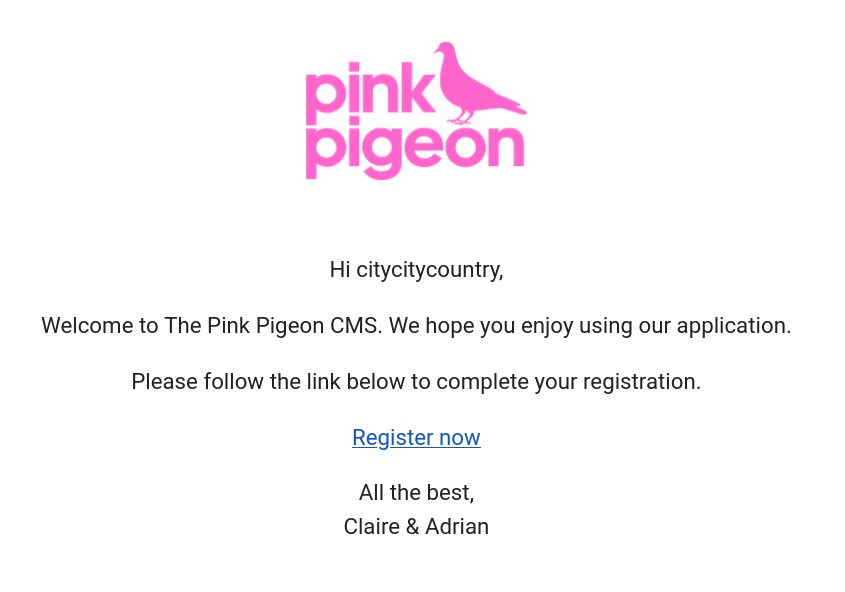 pink
pigeon
Hi citycitycountry,
Welcome to The Pink Pigeon CMS. We hope you enjoy using our application.
Please follow the link below to complete your registration.
Register now
All the best,
Claire & Adrian